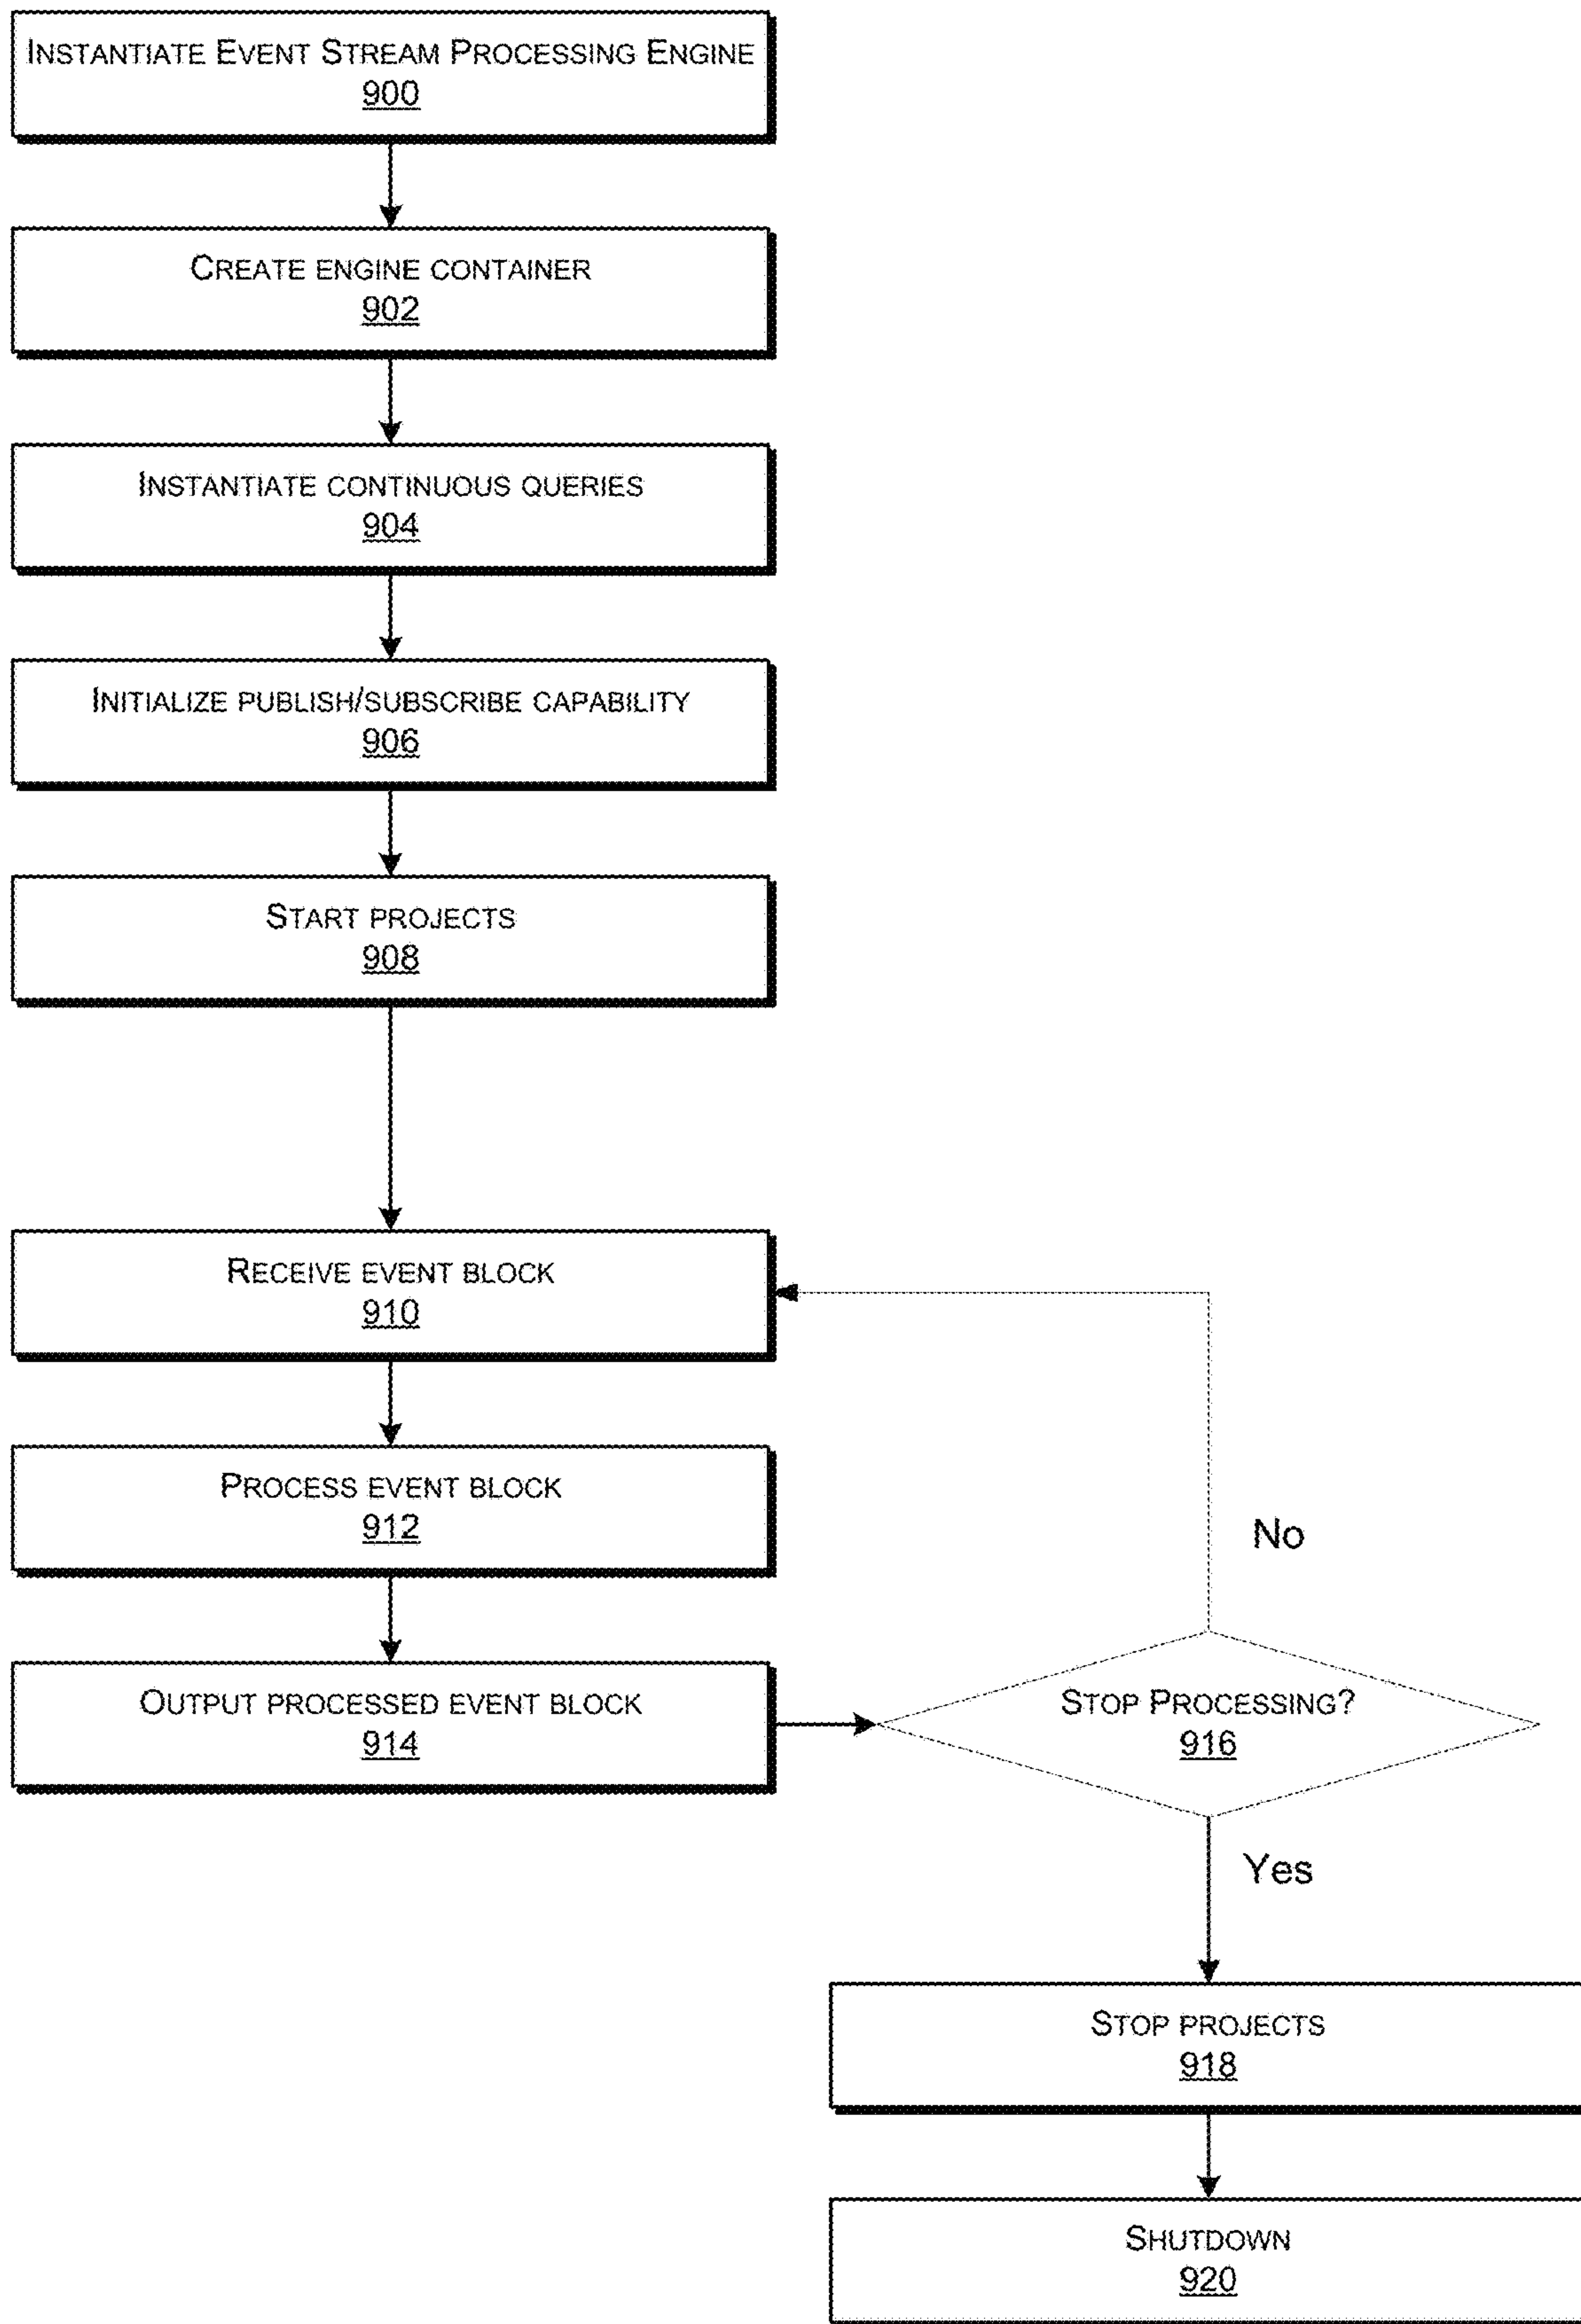 INSTANTIATE EVENT STREAM PROCESSING ENGINE
900
CREATE ENGINE CONTAINER
902
INSTANTIATE CONTINUOUS QUERIES
904
INITIALIZE PUBLISH/SUBSCRIBE CAPABILITY
906
START PROJECTS
908
RECEIVE EVENT BLOCK
910
PROCESS EVENT BLOCK
912
No
OUTPUT PROCESSED EVENT BLOCK
914
STOP PROCESSING?
916
Yes
STOP PROJECTS
918
SHUTDOWN
920